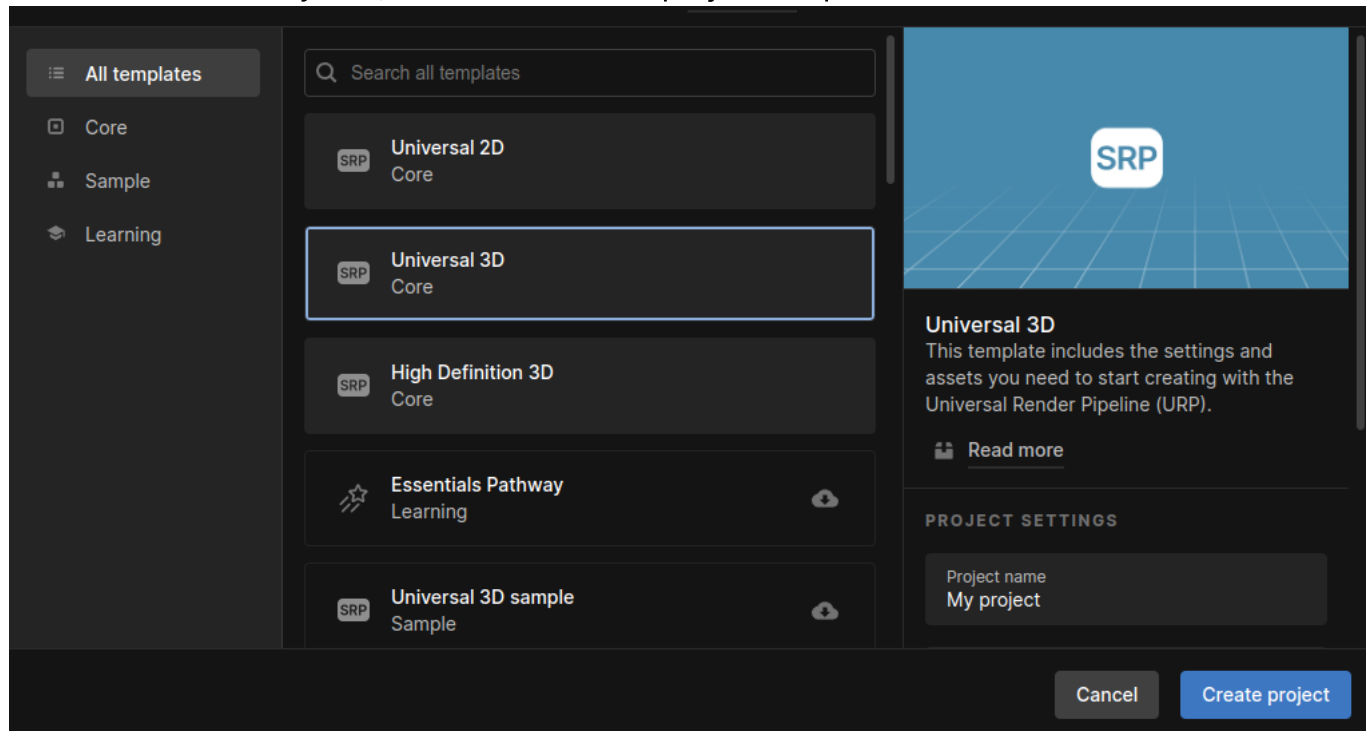 All templates
Core
Sample
Learning
Search all templates
SRP
Universal 2D
Core
SRP
Universal 3D
Core
SRP
High Definition 3D
Core
Essentials Pathway
Learning
SRP
Universal 3D sample
Sample
SRP
Universal 3D
This template includes the settings and
assets you need to start creating with the
Universal Render Pipeline (URP).
Read more
PROJECT SETTINGS
Project name
My project
Cancel
Create project